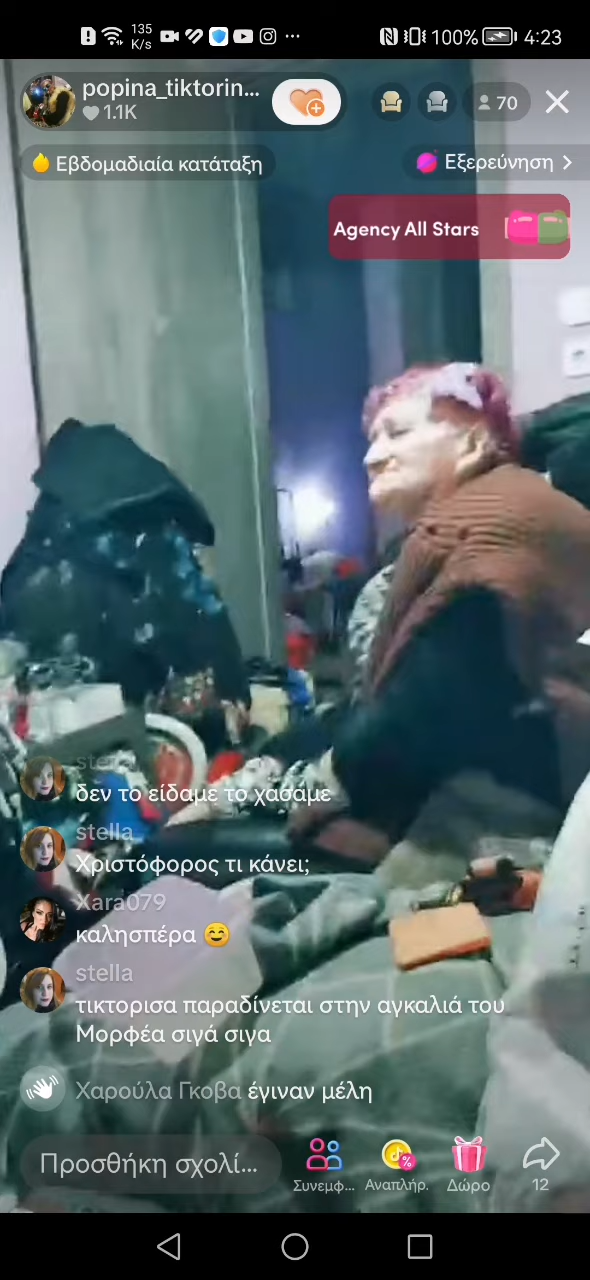 135
K/s
100%
4:23
popina_tiktorin...
1.1K
70
Εβδομαδιαία κατάταξη
Εξερεύνηση
Agency All Stars
stella
δεν το είδαμε το χασάμε
stella
Χριστόφορος τι κάνει;
Xara079
καλησπέρα
stella
τικτορισα παραδίνεται στην αγκαλιά του
Μορφέα σιγά σιγα
Χαρούλα Γκοβα έγιναν μέλη
Προσθήκη σχολί...
Συνεμφ...
Αναπλήρ.
Δώρο
12